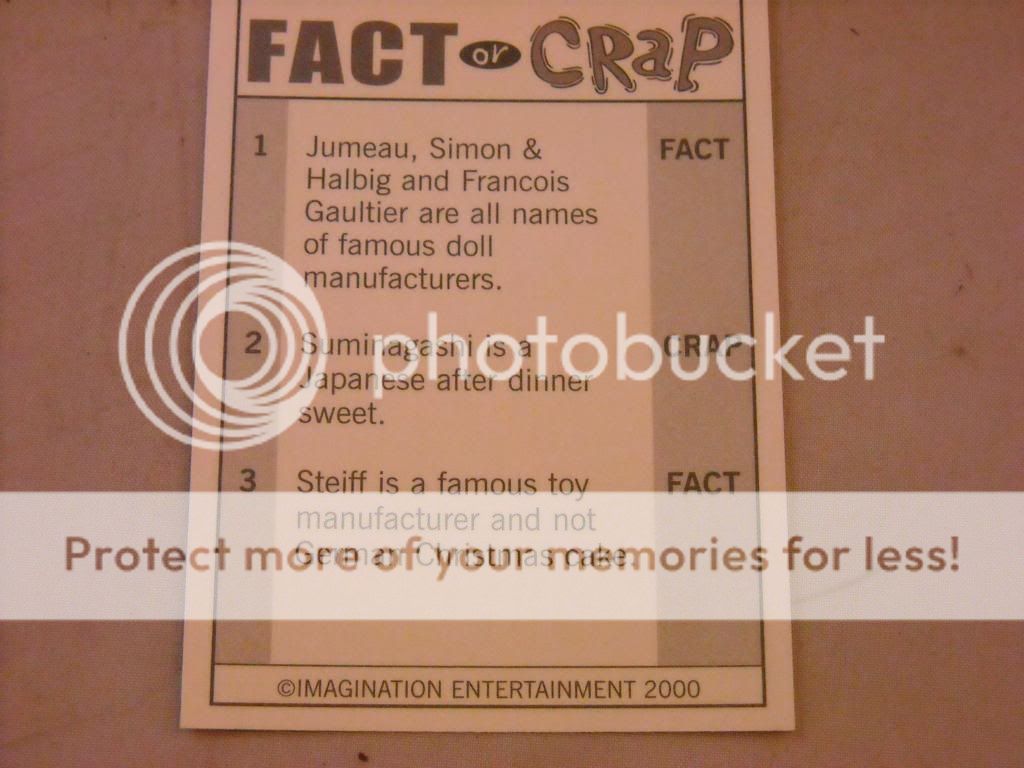 FACT or CRaP
1 Jumeau, Simon & FACT
Halbig and Francois
Gaultier are all names
of famous doll
manufacturers.
2 Suminagashi is a CRAP
Japanese after dinner
sweet.
photobucket
3 Steiff is a famous toy FACT
manufacturer and not
German Christmas cake.
Protect more of your memories for less!
©IMAGINATION ENTERTAINMENT 2000